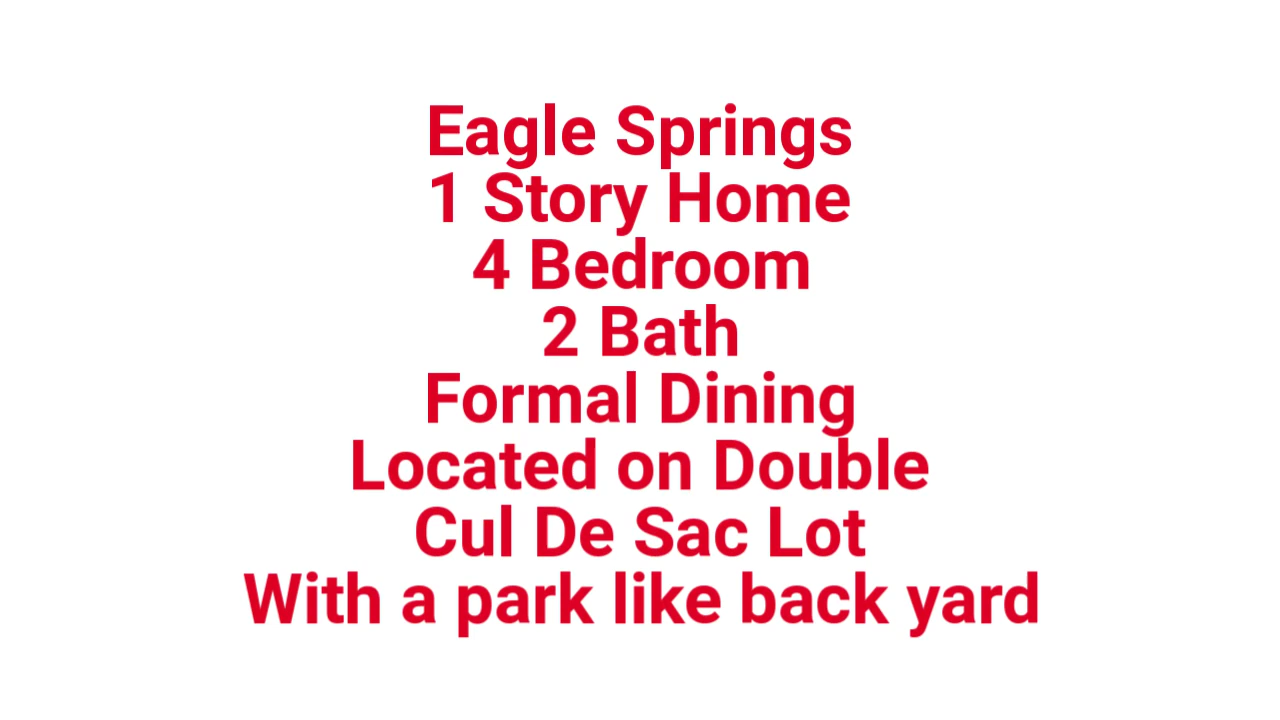 Eagle Springs
1 Story Home
4 Bedroom
2 Bath
Formal Dining
Located on Double
Cul De Sac Lot
With a park like back yard